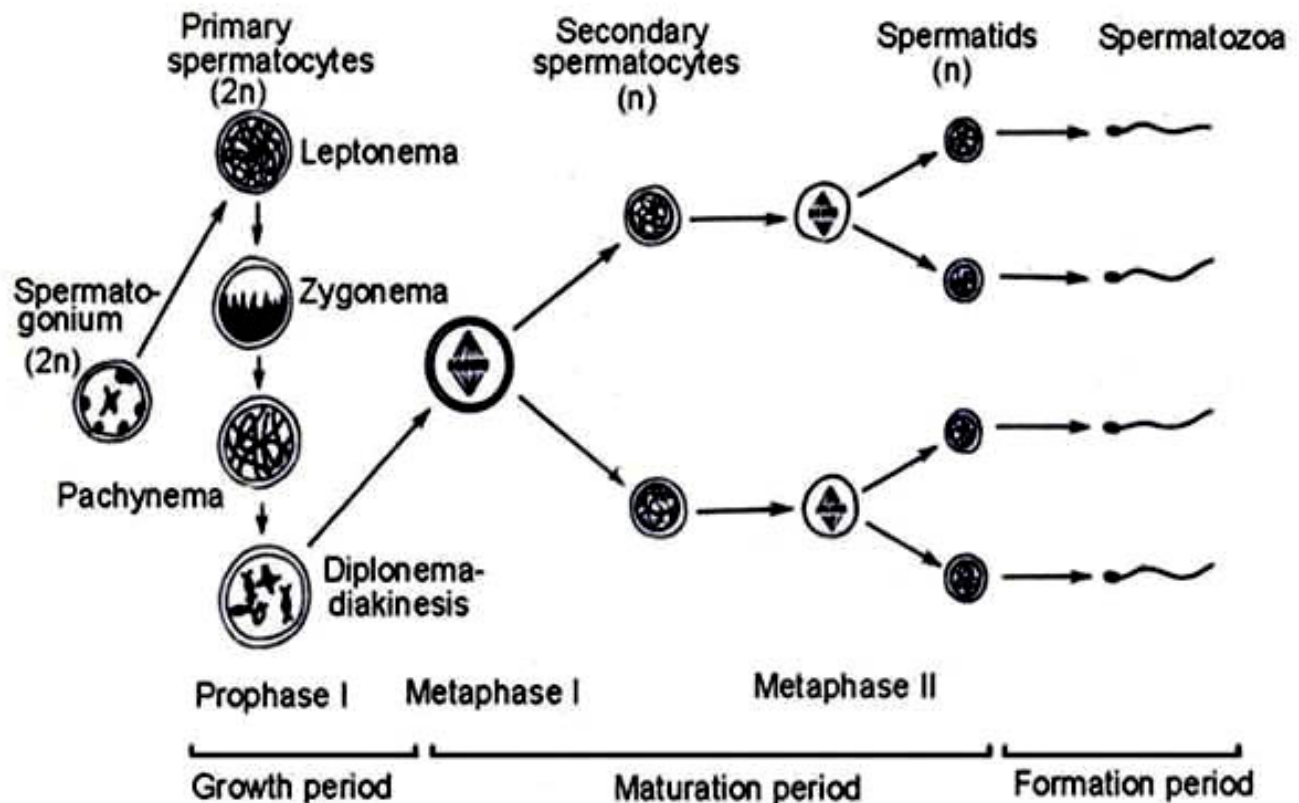 Primary
spermatocytes
(2n)
Secondary
spermatocytes
(n)
Spermatids
(n)
Spermatozoa
Leptonema
Zygonema
Spermato-
gonium
(2n)
Pachynema
Diplonema-
diakinesis
Prophase I
Metaphase I
Metaphase II
Growth period
Maturation period
Formation period